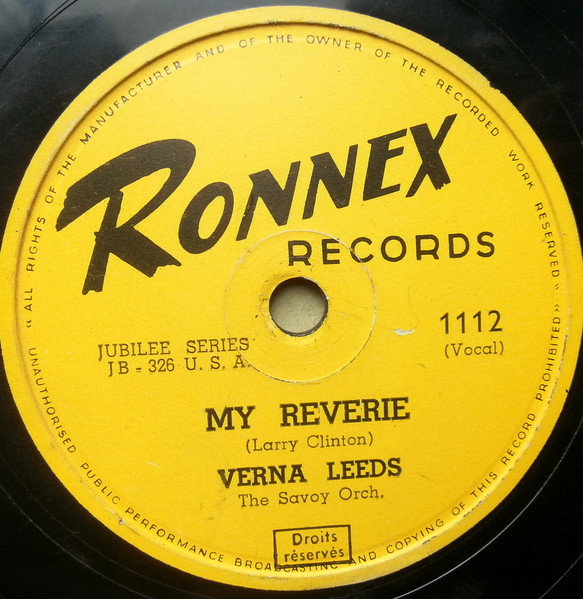 « ALL RIGHTS OF THE MANUFACTURER AND OF THE OWNER OF THE RECORDED WORK RESERVED »
RONNEX
RECORDS
JUBILEE SERIES
JB - 326 U. S. A.
1112
(Vocal)
MY REVERIE
(Larry Clinton)
VERNA LEEDS
The Savoy Orch.
Droits
réservés
UNAUTHORISED PUBLIC PERFORMANCE BROADCASTING AND COPYING OF THIS RECORD PROHIBITED